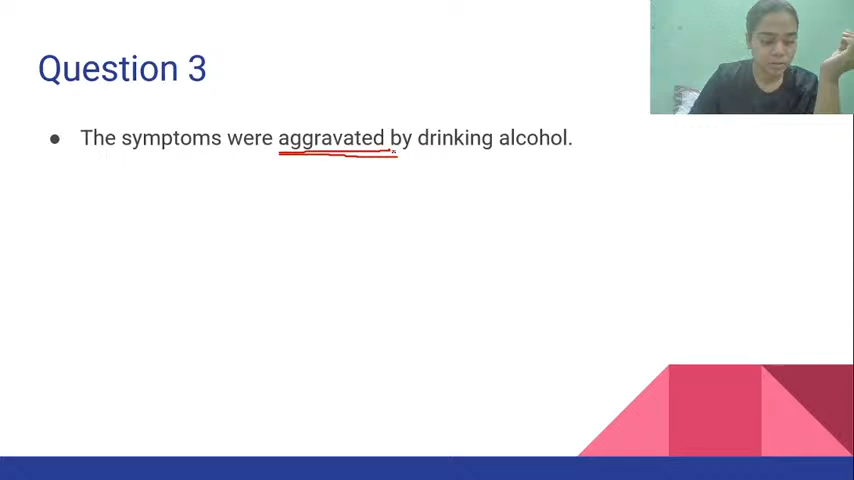 Question 3
● The symptoms were aggravated by drinking alcohol.